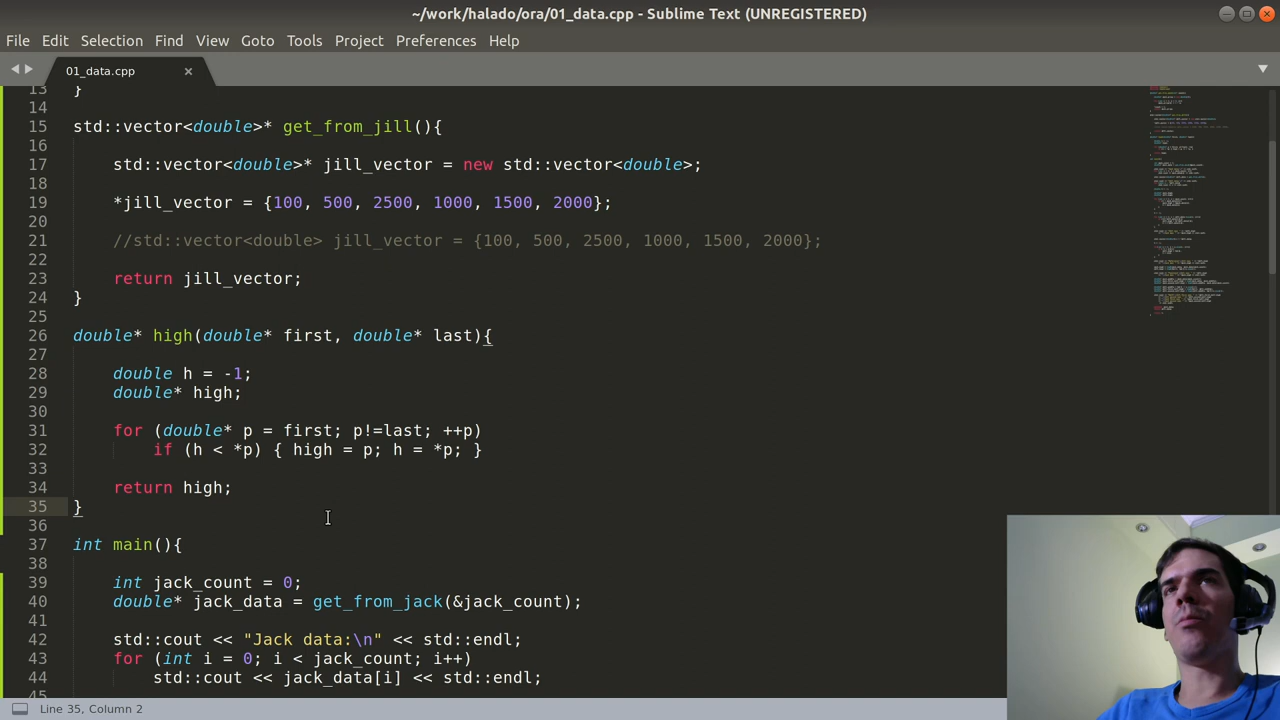 ~/work/halado/ora/01_data.cpp - Sublime Text (UNREGISTERED)
File Edit Selection Find View Goto Tools Project Preferences Help
01_data.cpp
13 }
14
15 std::vector<double>* get_from_jill(){
16
17 std::vector<double>* jill_vector = new std::vector<double>;
18
19 *jill_vector = {100, 500, 2500, 1000, 1500, 2000};
20
21 //std::vector<double> jill_vector = {100, 500, 2500, 1000, 1500, 2000};
22
23 return jill_vector;
24 }
25
26 double* high(double* first, double* last){
27
28 double h = -1;
29 double* high;
30
31 for (double* p = first; p!=last; ++p)
32 if (h < *p) { high = p; h = *p; }
33
34 return high;
35 }
36
37 int main(){
38
39 int jack_count = 0;
40 double* jack_data = get_from_jack(&jack_count);
41
42 std::cout << "Jack data:\n" << std::endl;
43 for (int i = 0; i < jack_count; i++)
44 std::cout << jack_data[i] << std::endl;
45
Line 35, Column 2